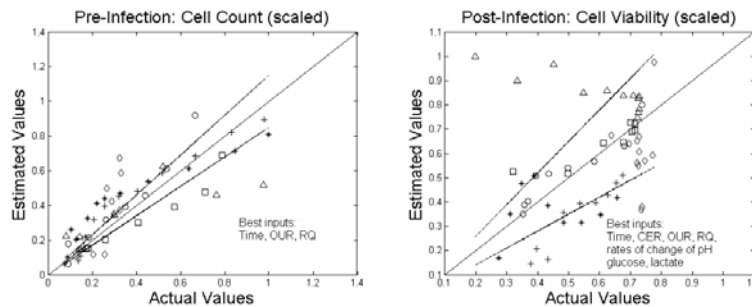 Pre-Infection: Cell Count (scaled)
Estimated Values
1.4
1.2
1
0.8
0.6
0.4
0.2
0
Best inputs:
Time, OUR, RQ
0 0.2 0.4 0.6 0.8 1 1.2 1.4
Actual Values
Post-Infection: Cell Viability (scaled)
Estimated Values
1.1
1
0.9
0.8
0.7
0.6
0.5
0.4
0.3
0.2
0.1
Best inputs:
Time, CER, OUR, RQ,
rates of change of pH
glucose, lactate
0.1 0.2 0.3 0.4 0.5 0.6 0.7 0.8 0.9 1 1.1
Actual Values